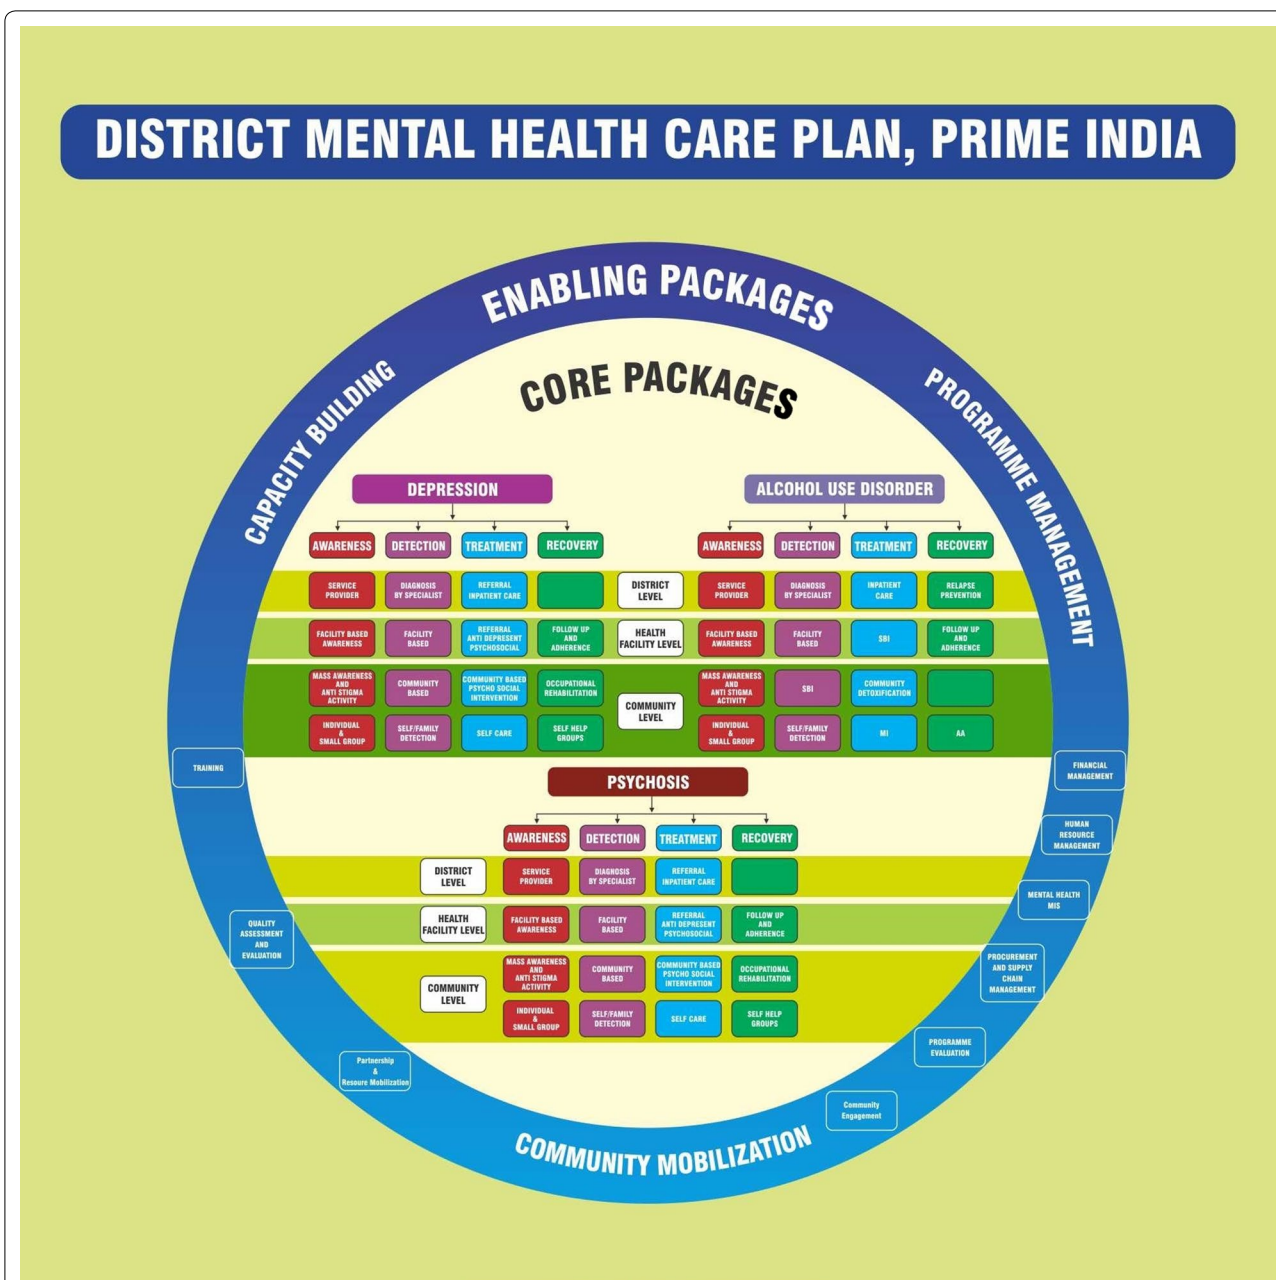 DISTRICT MENTAL HEALTH CARE PLAN, PRIME INDIA
ENABLING PACKAGES
CAPACITY BUILDING
PROGRAMME MANAGEMENT
CORE PACKAGES
DEPRESSION
ALCOHOL USE DISORDER
AWARENESS DETECTION TREATMENT RECOVERY
AWARENESS DETECTION TREATMENT RECOVERY
SERVICE
PROVIDER
DIAGNOSIS
BY SPECIALIST
REFERRAL
INPATIENT CARE
DISTRICT
LEVEL
SERVICE
PROVIDER
DIAGNOSIS
BY SPECIALIST
INPATIENT
CARE
RELAPSE
PREVENTION
FACILITY BASED
AWARENESS
FACILITY
BASED
REFERRAL
ANTI DEPRESENT
PSYCHOSOCIAL
FOLLOW UP
AND
ADHERENCE
HEALTH
FACILITY LEVEL
FACILITY BASED
AWARENESS
FACILITY
BASED
SBI
FOLLOW UP
AND
ADHERENCE
MASS AWARENESS
AND
ANTI STIGMA
ACTIVITY
COMMUNITY
BASED
COMMUNITY BASED
PSYCHO SOCIAL
INTERVENTION
OCCUPATIONAL
REHABILITATION
COMMUNITY
LEVEL
MASS AWARENESS
AND
ANTI STIGMA
ACTIVITY
SBI
COMMUNITY
DETOXIFICATION
INDIVIDUAL
&
SMALL GROUP
SELF/FAMILY
DETECTION
SELF CARE
SELF HELP
GROUPS
INDIVIDUAL
&
SMALL GROUP
SELF/FAMILY
DETECTION
MI
AA
PSYCHOSIS
AWARENESS DETECTION TREATMENT RECOVERY
DISTRICT
LEVEL
SERVICE
PROVIDER
DIAGNOSIS
BY SPECIALIST
REFERRAL
INPATIENT CARE
HEALTH
FACILITY LEVEL
FACILITY BASED
AWARENESS
FACILITY
BASED
REFERRAL
ANTI DEPRESENT
PSYCHOSOCIAL
FOLLOW UP
AND
ADHERENCE
COMMUNITY
LEVEL
MASS AWARENESS
AND
ANTI STIGMA
ACTIVITY
COMMUNITY
BASED
COMMUNITY BASED
PSYCHO SOCIAL
INTERVENTION
OCCUPATIONAL
REHABILITATION
INDIVIDUAL
&
SMALL GROUP
SELF/FAMILY
DETECTION
SELF CARE
SELF HELP
GROUPS
TRAINING
QUALITY
ASSESSMENT
AND
EVALUATION
Partnership
&
Resoure Mobilization
FINANCIAL
MANAGEMENT
HUMAN
RESOURCE
MANAGEMENT
MENTAL HEALTH
MIS
PROCUREMENT
AND SUPPLY
CHAIN
MANAGEMENT
PROGRAMME
EVALUATION
Community
Engagement
COMMUNITY MOBILIZATION